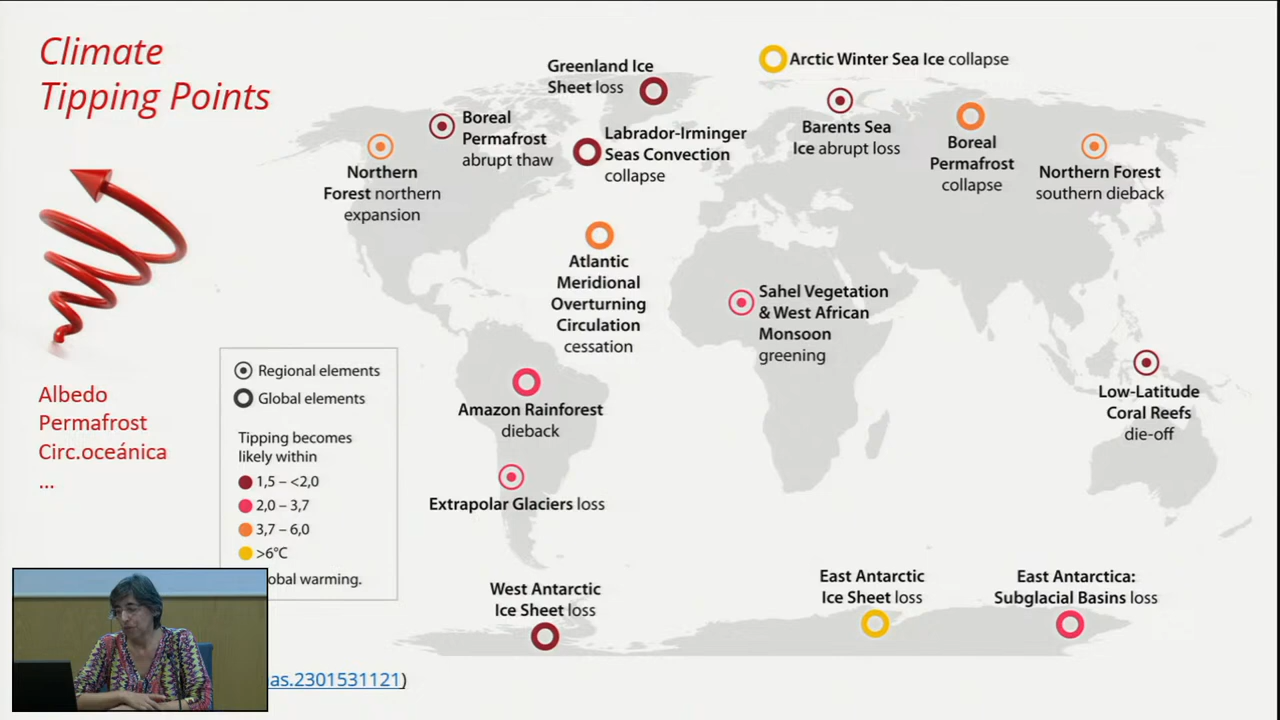 Climate
Tipping Points
Albedo
Permafrost
Circ.oceánica
...
Greenland Ice
Sheet loss
Arctic Winter Sea Ice collapse
Boreal
Permafrost
abrupt thaw
Labrador-Irminger
Seas Convection
collapse
Barents Sea
Ice abrupt loss
Boreal
Permafrost
collapse
Northern Forest
southern dieback
Northern
Forest northern
expansion
Atlantic
Meridional
Overturning
Circulation
cessation
Sahel Vegetation
& West African
Monsoon
greening
Amazon Rainforest
dieback
Low-Latitude
Coral Reefs
die-off
Extrapolar Glaciers loss
Regional elements
Global elements
Tipping becomes
likely within
1,5 – <2,0
2,0 – 3,7
3,7 – 6,0
>6°C
obal warming.
West Antarctic
Ice Sheet loss
East Antarctic
Ice Sheet loss
East Antarctica:
Subglacial Basins loss
as.2301531121)